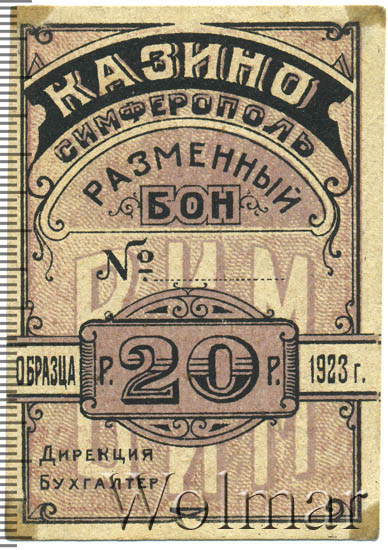 КАЗИНО
СИМФЕРОПОЛЬ
РАЗМЕННЫЙ
БОН
№
ОБРАЗЦА Р. 20 Р. 1923 г.
ДИРЕКЦИЯ
БУХГАЛТЕР
Wolmar